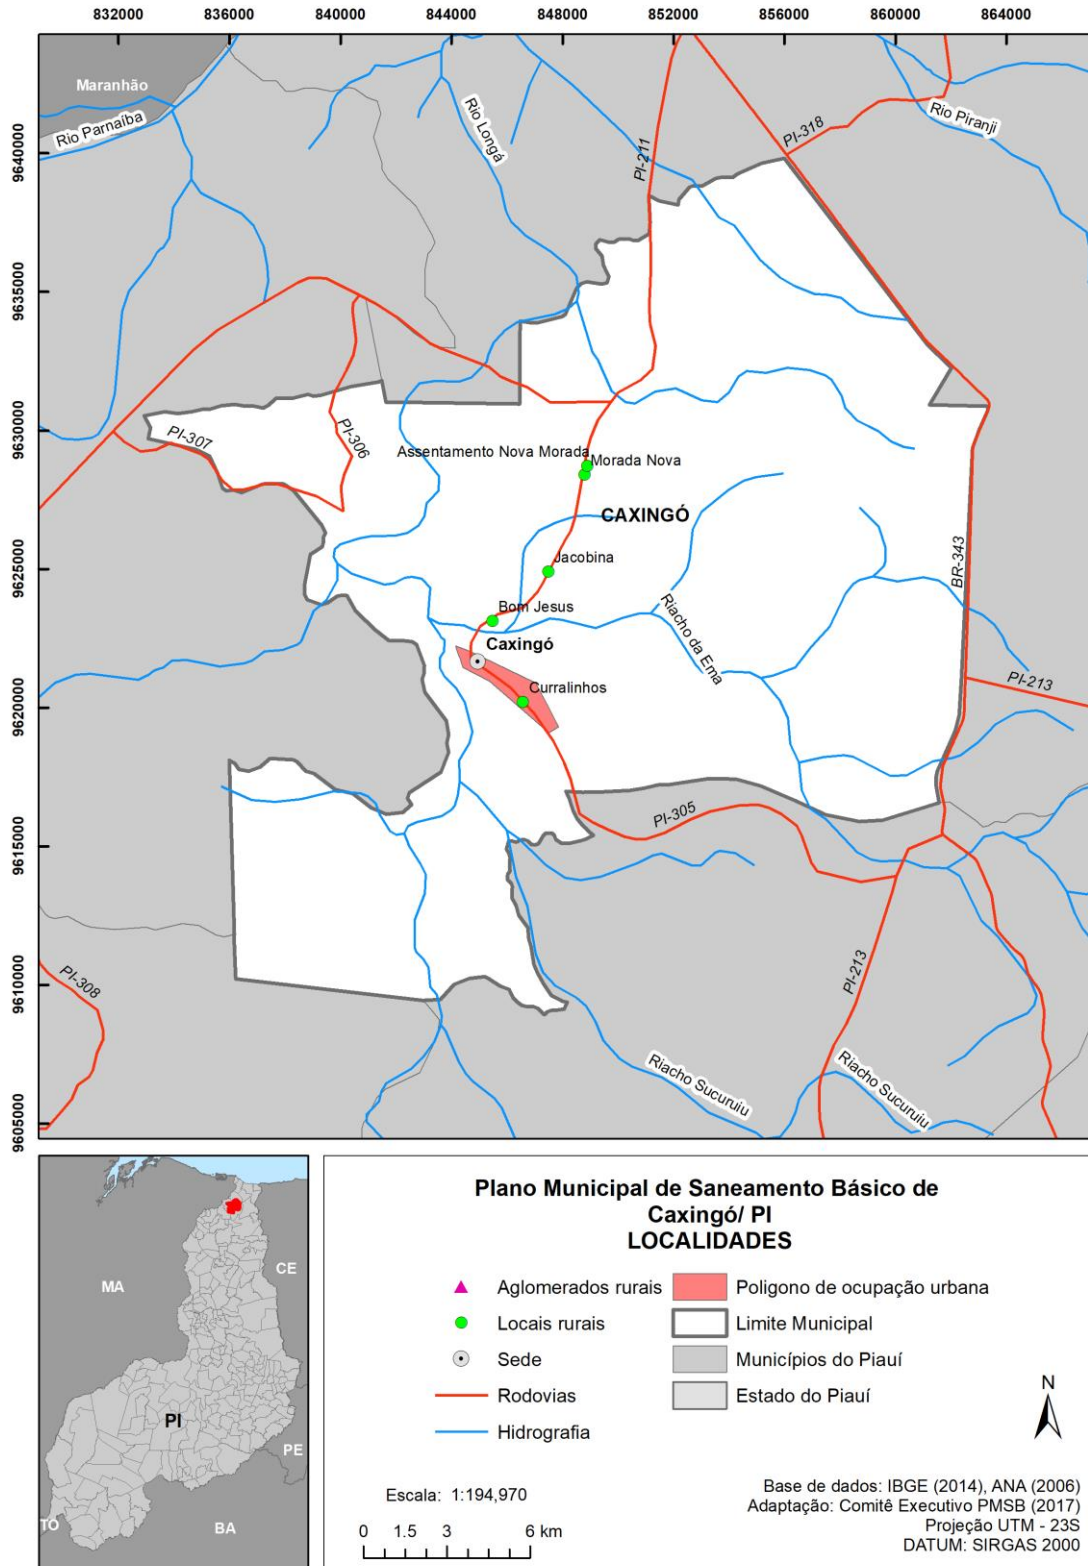 832000 836000 840000 844000 848000 852000 856000 860000 864000
9640000
9635000
9630000
9625000
9620000
9615000
9610000
9605000
Maranhão
Rio Parnaíba
Rio Longá
PI-211
PI-318
Rio Piranji
PI-307
PI-306
Assentamento Nova Morada
Morada Nova
CAXINGÓ
Jacobina
BR-343
Bom Jesus
Riacho da Ema
Caxingó
Curralinhos
PI-213
PI-305
PI-308
PI-213
Riacho Sucuruiu
Riacho Sucuruiu
MA
CE
PI
PE
TO
BA
Plano Municipal de Saneamento Básico de
Caxingó/ PI
LOCALIDADES
Aglomerados rurais
Locais rurais
Sede
Rodovias
Hidrografia
Poligono de ocupação urbana
Limite Municipal
Municípios do Piauí
Estado do Piauí
N
Escala: 1:194,970
0 1.5 3 6 km
Base de dados: IBGE (2014), ANA (2006)
Adaptação: Comitê Executivo PMSB (2017)
Projeção UTM - 23S
DATUM: SIRGAS 2000